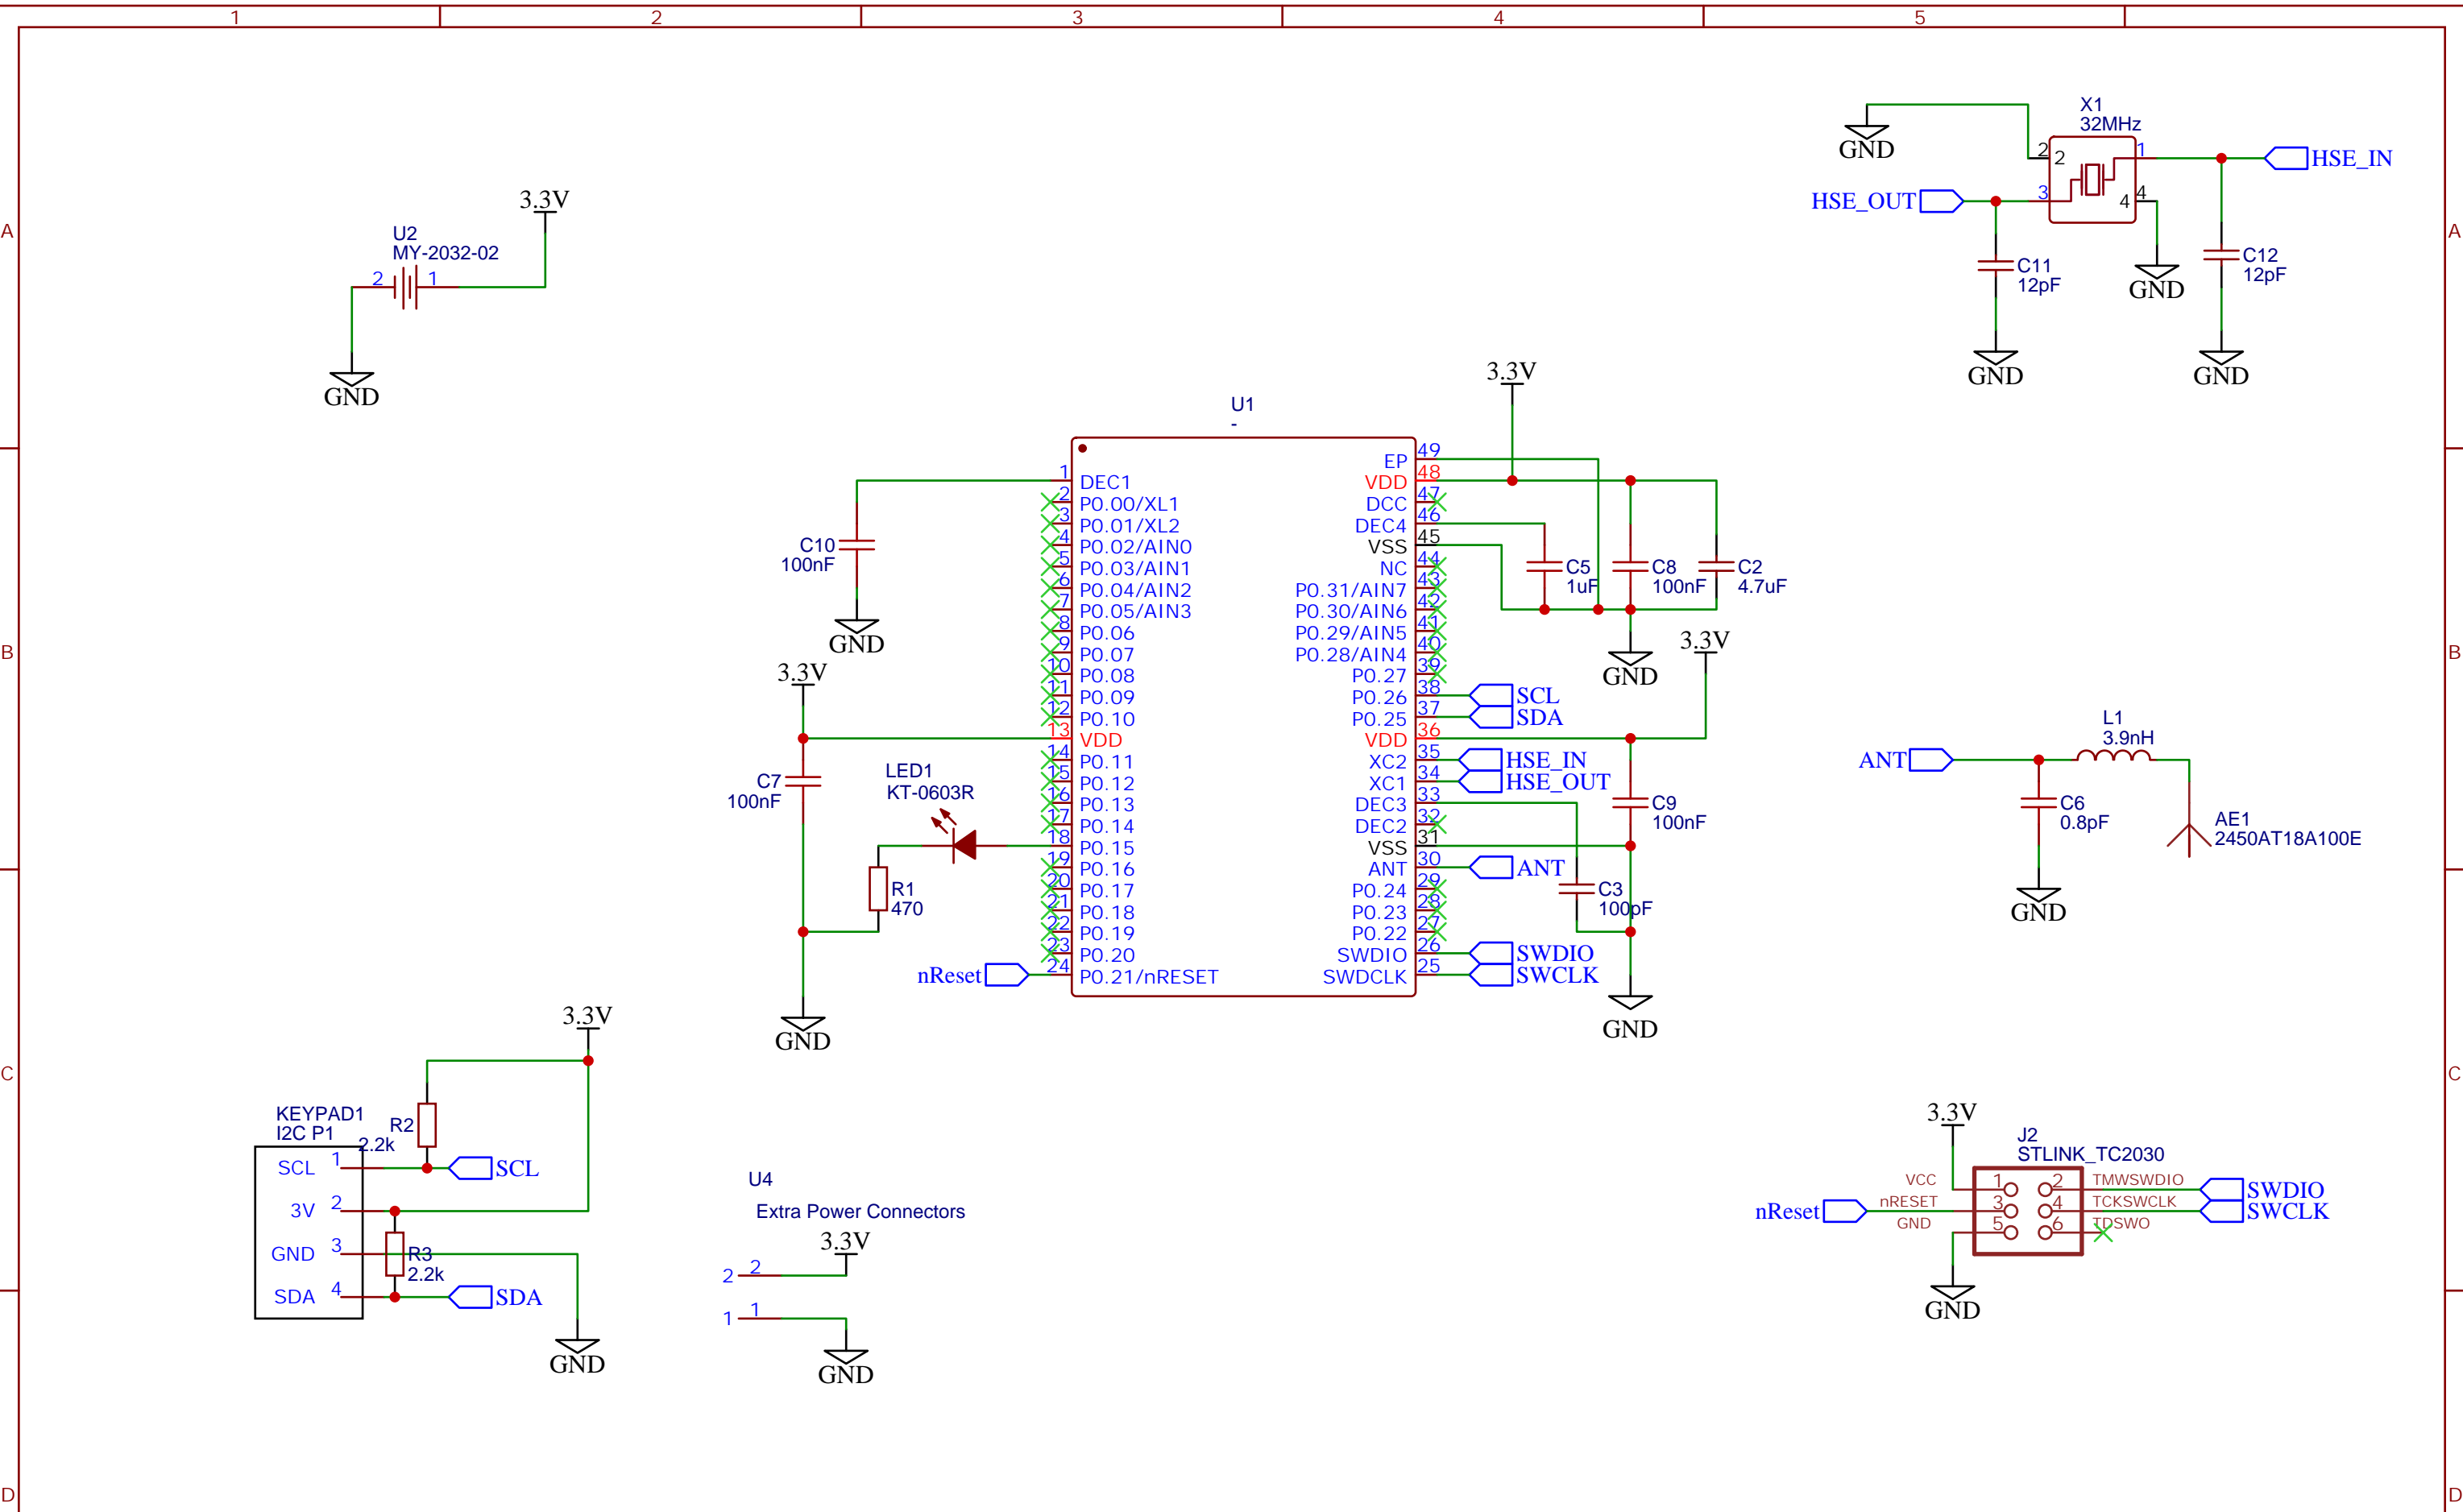 1 2 3 4 5
A A
B B
C C
D D
U2
MY-2032-02
3.3V
2 1
GND
GND
X1
32MHz
2 2
1
HSE_IN
HSE_OUT
3
4
4
C11
12pF
GND
C12
12pF
GND
GND
U1
-
1 DEC1
2 P0.00/XL1
3 P0.01/XL2
4 P0.02/AIN0
5 P0.03/AIN1
6 P0.04/AIN2
7 P0.05/AIN3
8 P0.06
9 P0.07
10 P0.08
11 P0.09
12 P0.10
13 VDD
14 P0.11
15 P0.12
16 P0.13
17 P0.14
18 P0.15
19 P0.16
20 P0.17
21 P0.18
22 P0.19
23 P0.20
24 P0.21/nRESET
EP 49
VDD 48
DCC 47
DEC4 46
VSS 45
NC 44
P0.31/AIN7 43
P0.30/AIN6 42
P0.29/AIN5 41
P0.28/AIN4 40
P0.27 39
P0.26 38
P0.25 37
VDD 36
XC2 35
XC1 34
DEC3 33
DEC2 32
VSS 31
ANT 30
P0.24 29
P0.23 28
P0.22 27
SWDIO 26
SWDCLK 25
C10
100nF
GND
3.3V
C7
100nF
GND
LED1
KT-0603R
R1
470
nReset
3.3V
C5
1uF
C8
100nF
C2
4.7uF
GND
3.3V
SCL
SDA
HSE_IN
HSE_OUT
C9
100nF
ANT
C3
100pF
SWDIO
SWCLK
GND
ANT
L1
3.9nH
C6
0.8pF
GND
AE1
2450AT18A100E
3.3V
KEYPAD1
I2C P1
R2
2.2k
SCL 1
SCL
3V 2
GND 3
R3
2.2k
SDA 4
SDA
GND
U4
Extra Power Connectors
3.3V
2 2
1 1
GND
3.3V
J2
STLINK_TC2030
VCC 1 2 TMWSWDIO
SWDIO
nReset
nRESET 3 4 TCKSWCLK
SWCLK
GND 5 6 TDSWO
GND